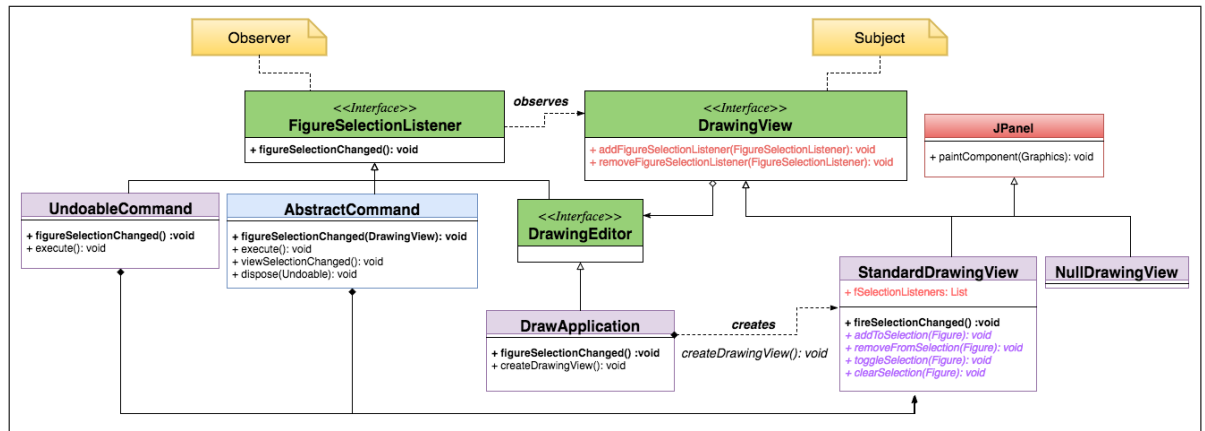 Observer
Subject
<<Interface>>
FigureSelectionListener
+ figureSelectionChanged(): void
observes
<<Interface>>
DrawingView
+ addFigureSelectionListener(FigureSelectionListener): void
+ removeFigureSelectionListener(FigureSelectionListener): void
JPanel
+ paintComponent(Graphics): void
UndoableCommand
+ figureSelectionChanged() :void
+ execute(): void
AbstractCommand
+ figureSelectionChanged(DrawingView): void
+ execute(): void
+ viewSelectionChanged(): void
+ dispose(Undoable): void
<<Interface>>
DrawingEditor
StandardDrawingView
+ fSelectionListeners: List
+ fireSelectionChanged() :void
+ addToSelection(Figure): void
+ removeFromSelection(Figure): void
+ toggleSelection(Figure): void
+ clearSelection(Figure): void
NullDrawingView
DrawApplication
+ figureSelectionChanged() :void
+ createDrawingView(): void
creates
createDrawingView(): void